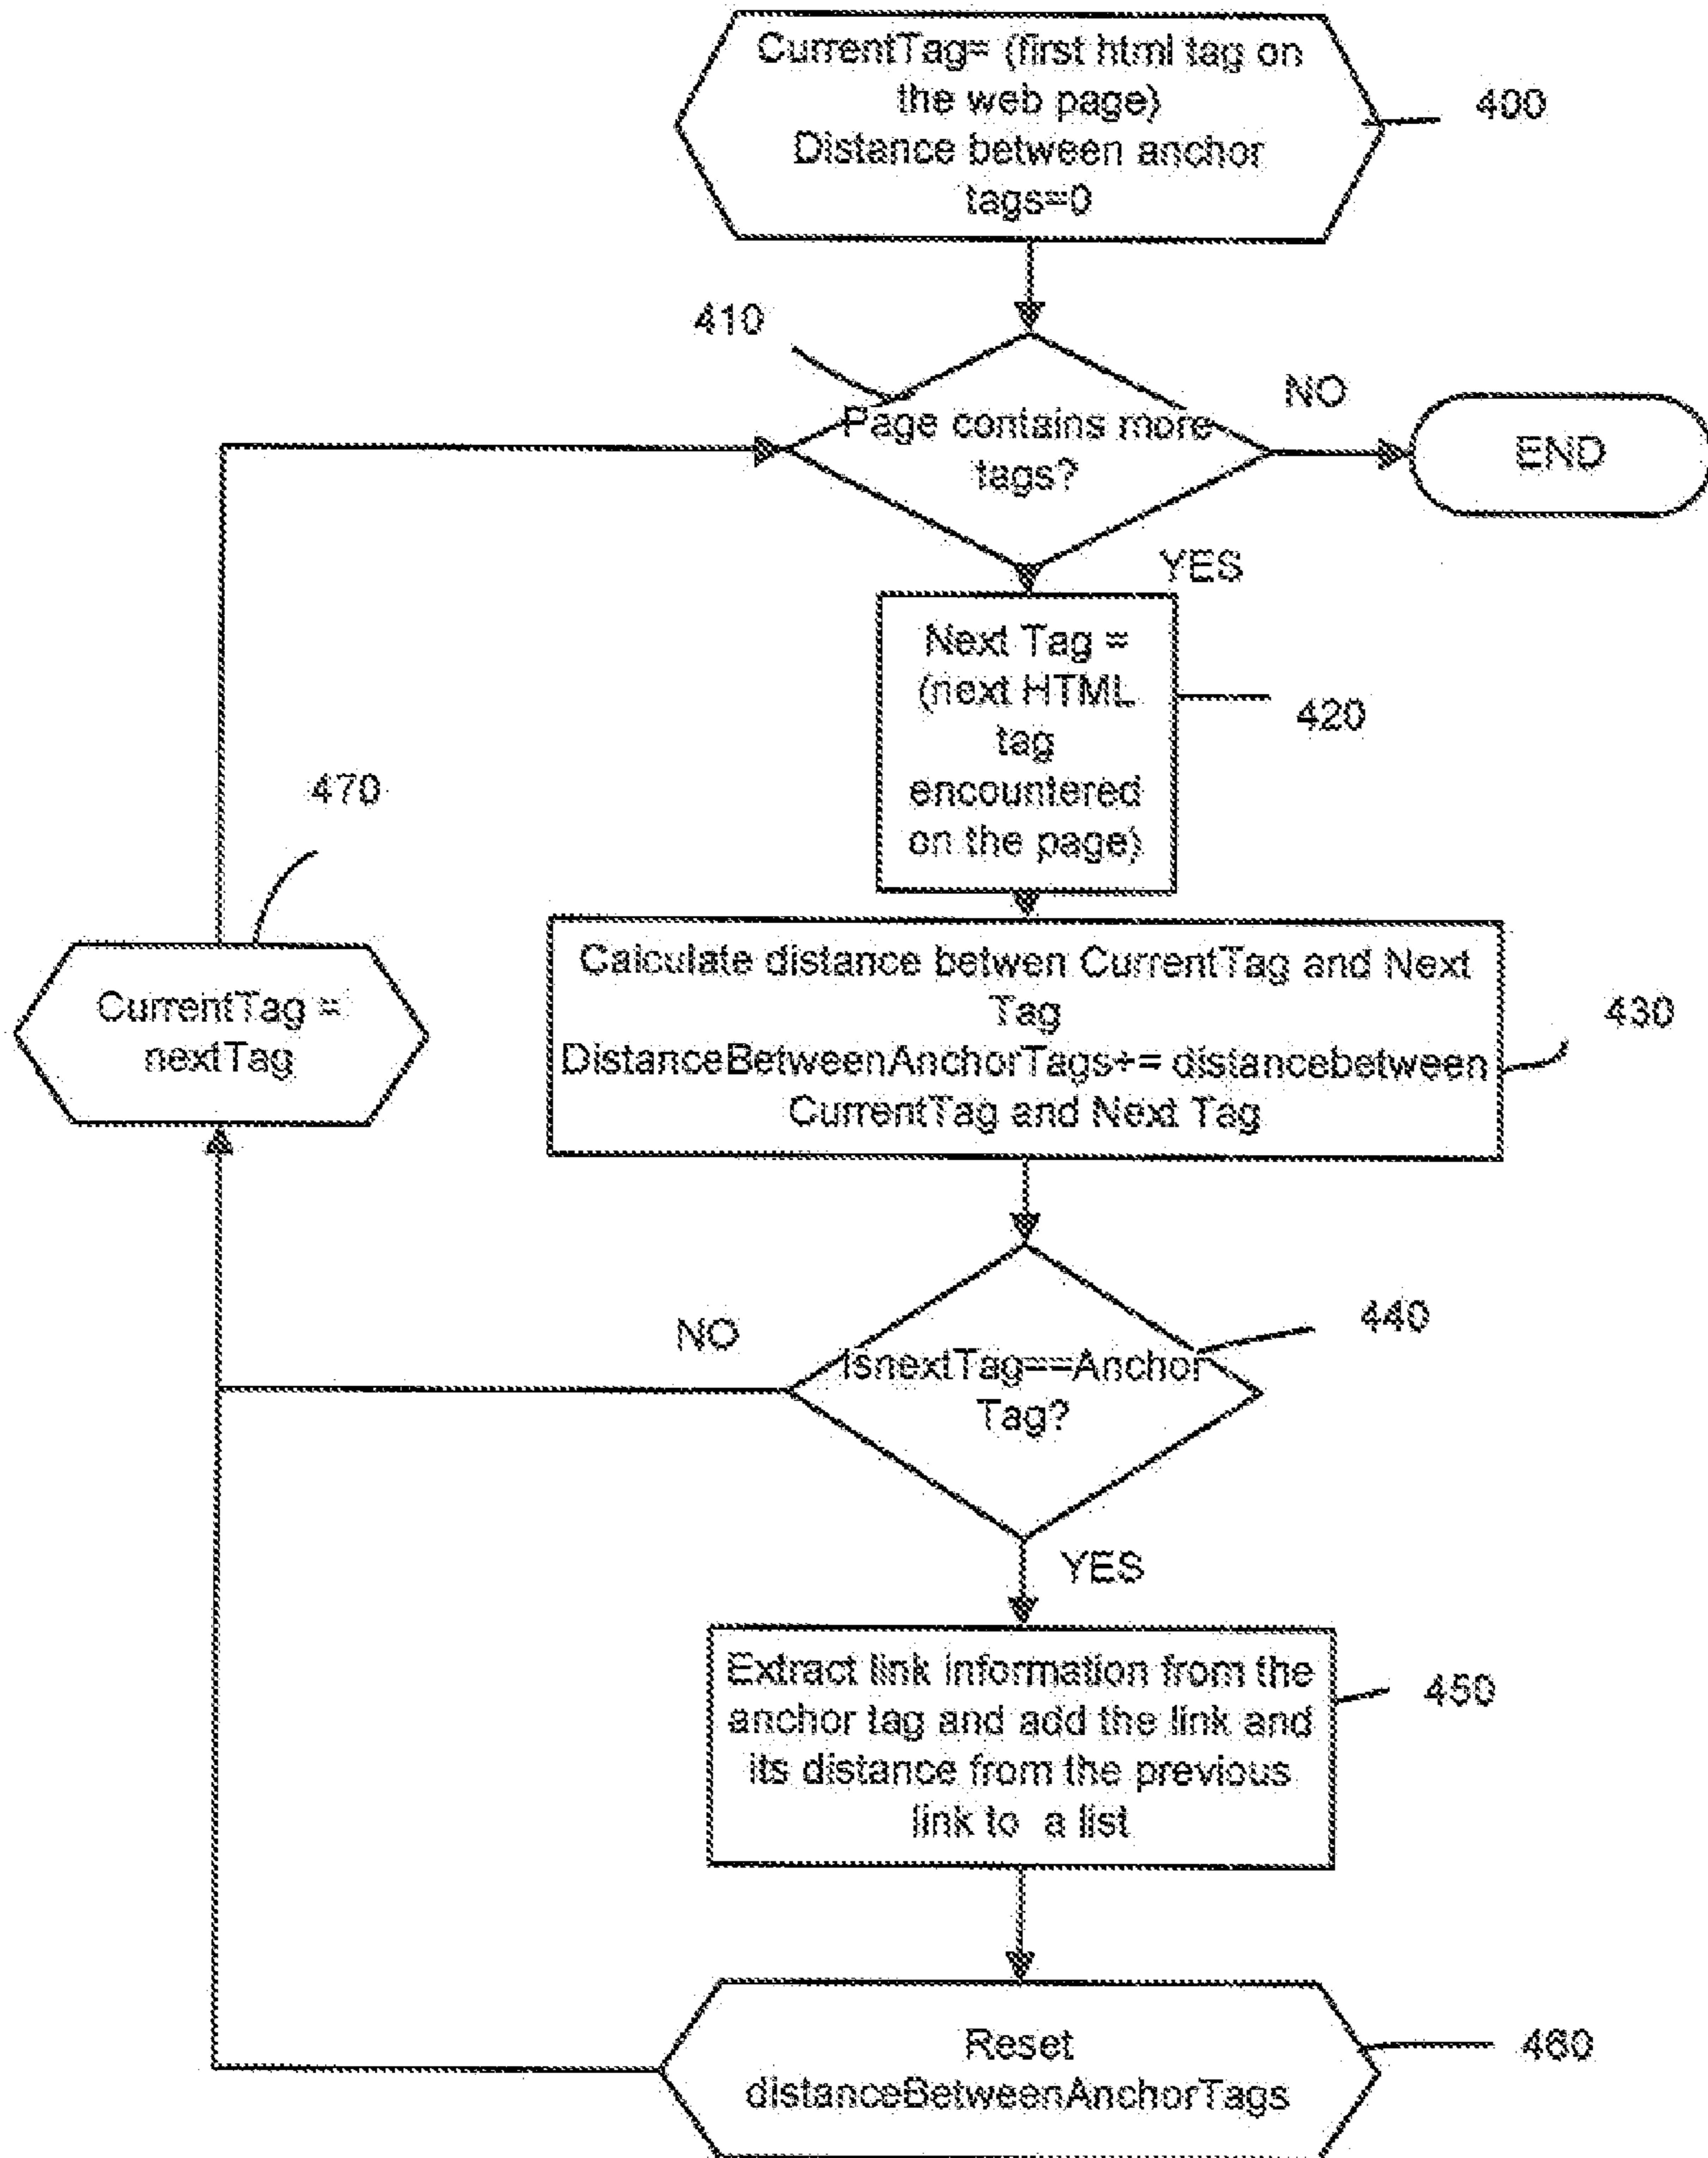 CurrentTag= (first html tag on
the web page)
Distance between anchor
tags=0
400
410
Page contains more
tags?
NO
END
YES
Next Tag =
(next HTML
tag
encountered
on the page)
420
470
CurrentTag =
nextTag
Calculate distance betwen CurrentTag and Next
Tag
DistanceBetweenAnchorTags+= distancebetween
CurrentTag and Next Tag
430
NO
440
IsnextTag==Anchor
Tag?
YES
Extract link information from the
anchor tag and add the link and
its distance from the previous
link to a list
450
Reset
distanceBetweenAnchorTags
460